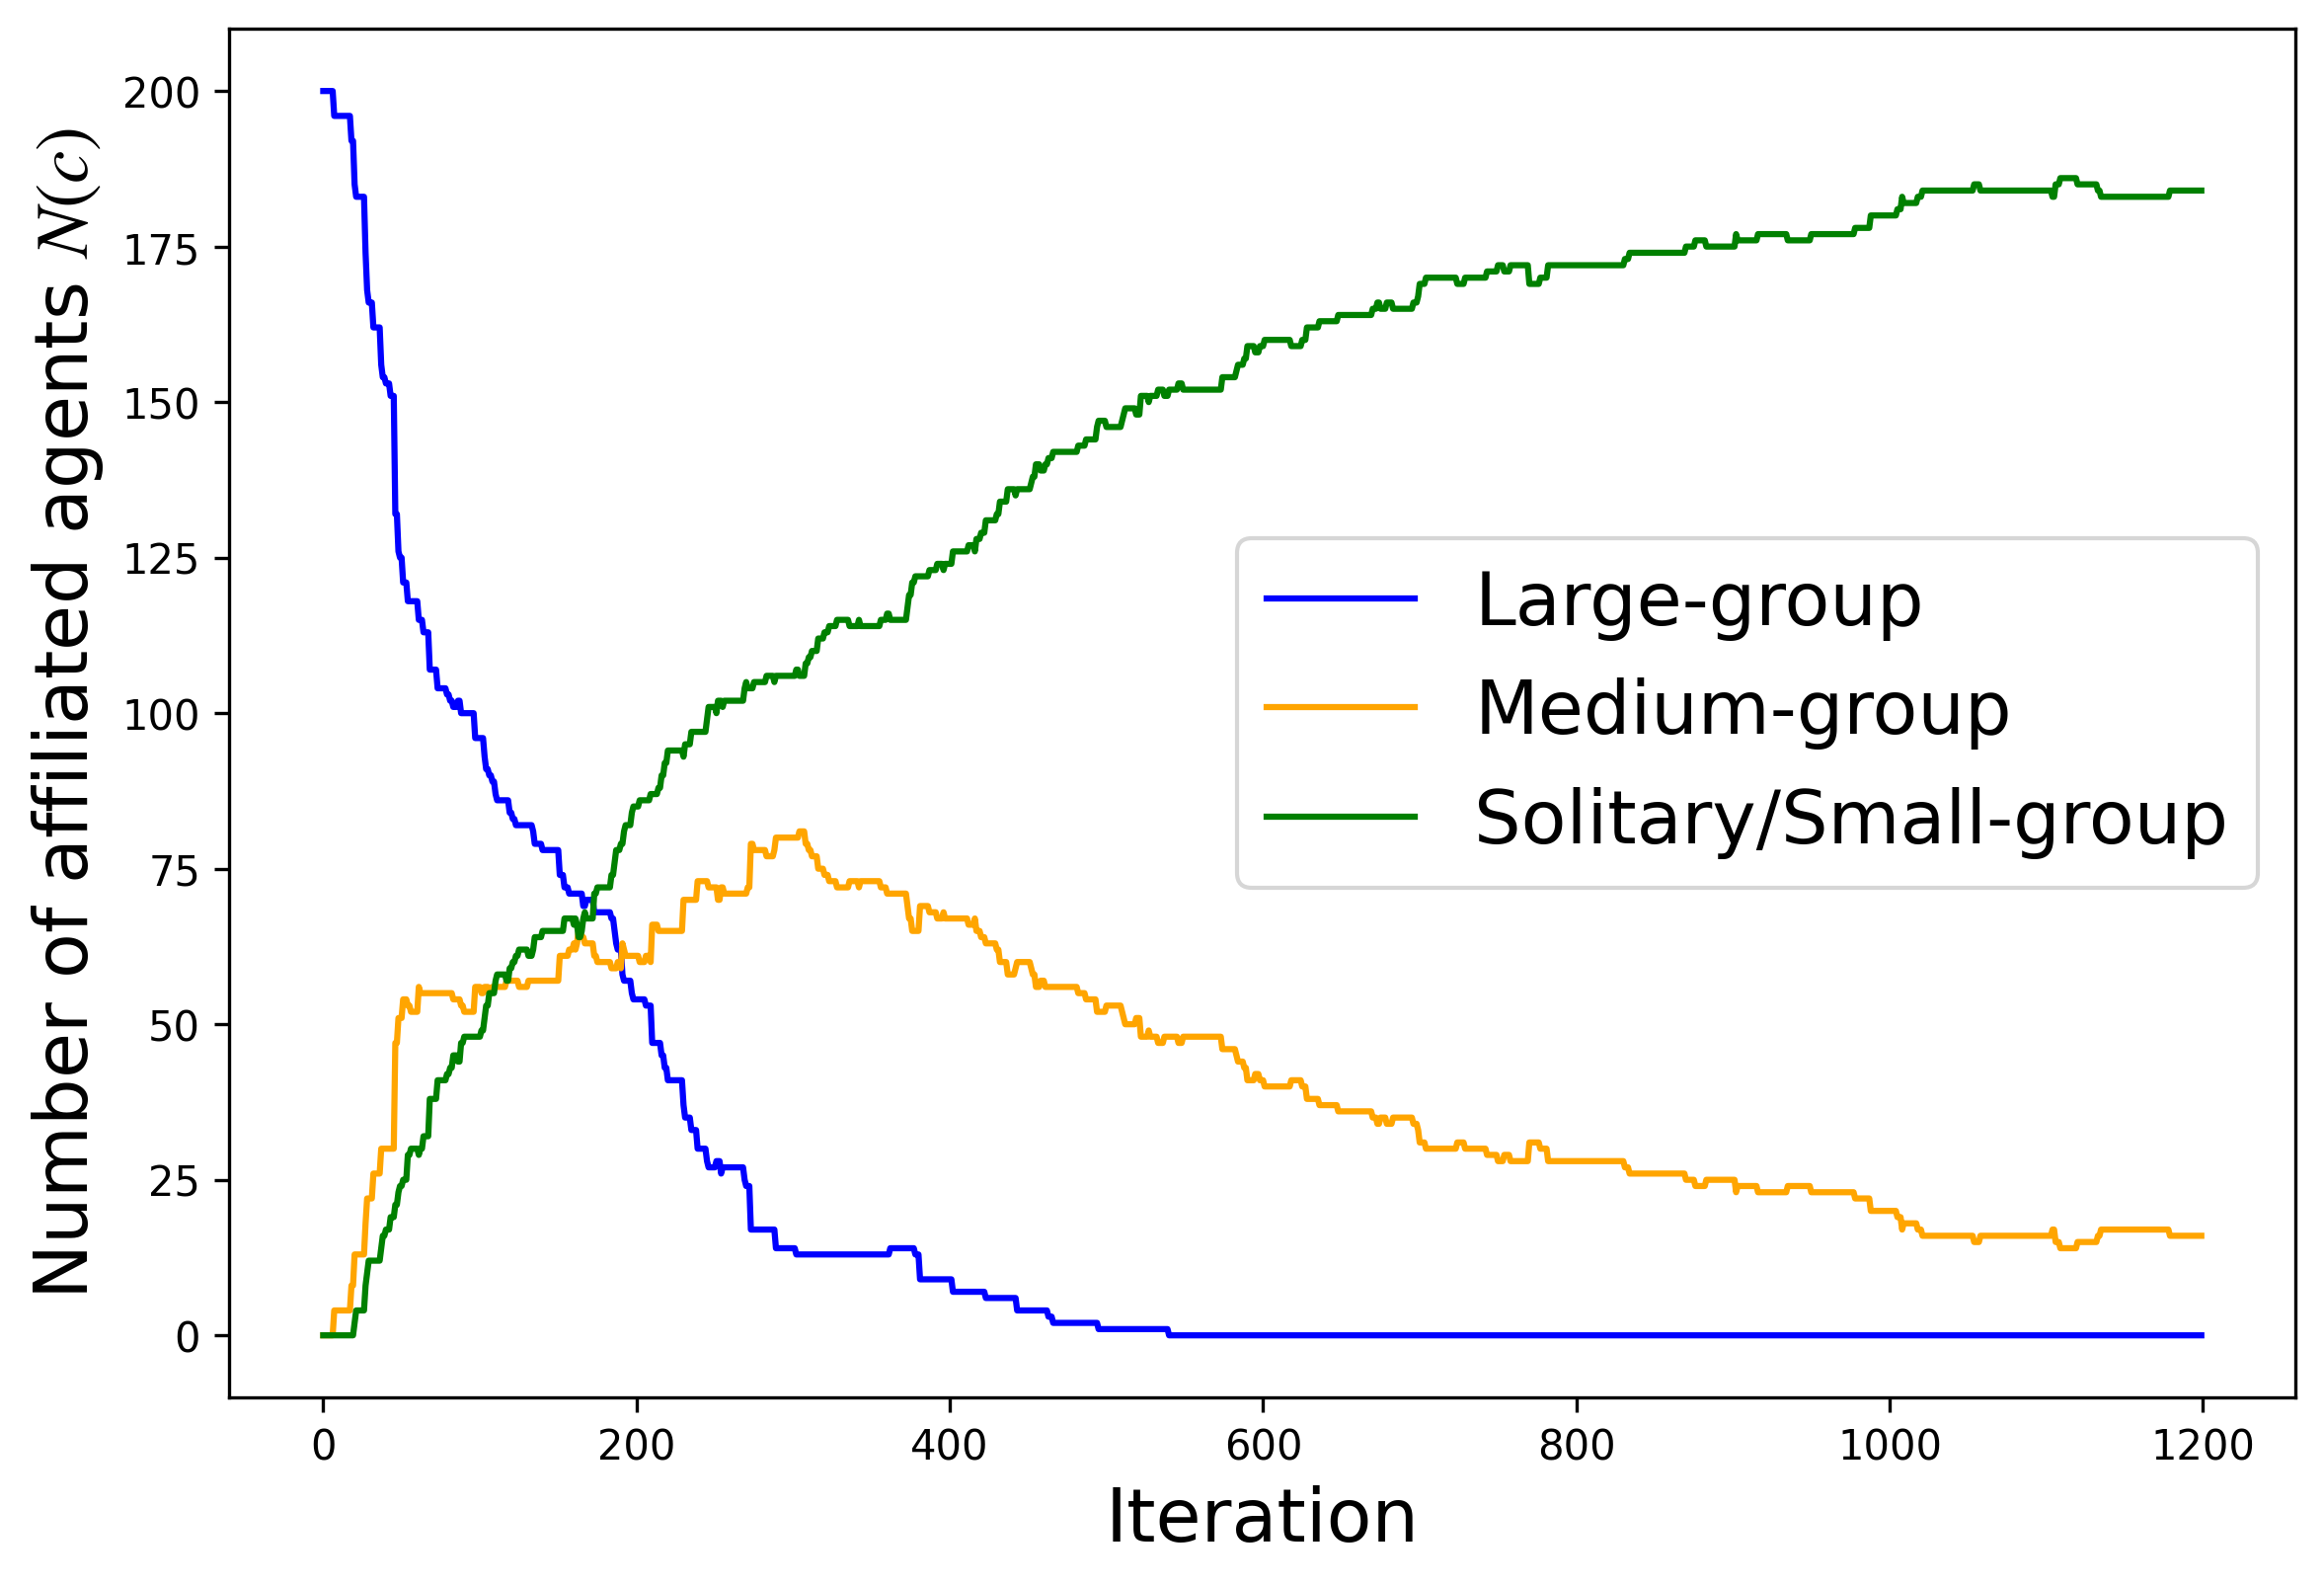 Number of affiliated agents N(c)
200
175
150
125
100
75
50
25
0
Large-group
Medium-group
Solitary/Small-group
0 200 400 600 800 1000 1200
Iteration